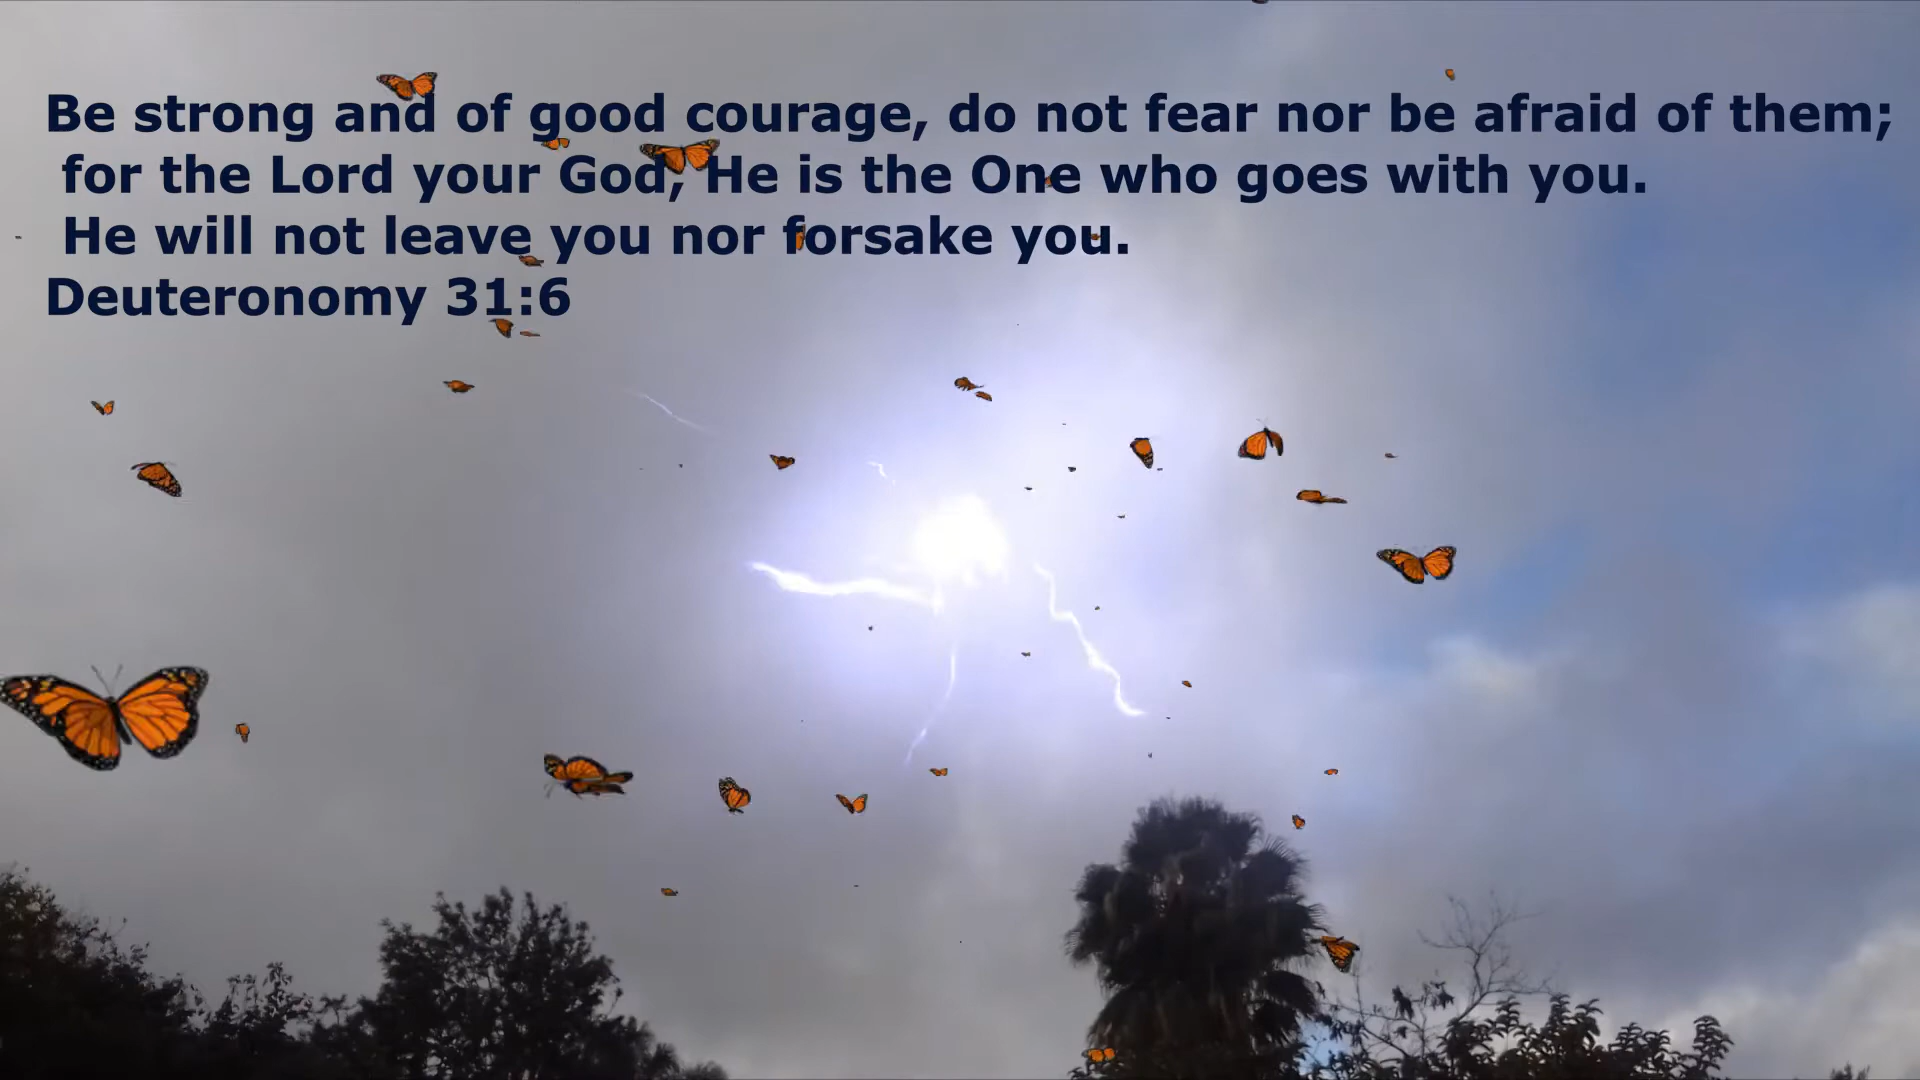 Be strong and of good courage, do not fear nor be afraid of them;
for the Lord your God, He is the One who goes with you.
He will not leave you nor forsake you.
Deuteronomy 31:6